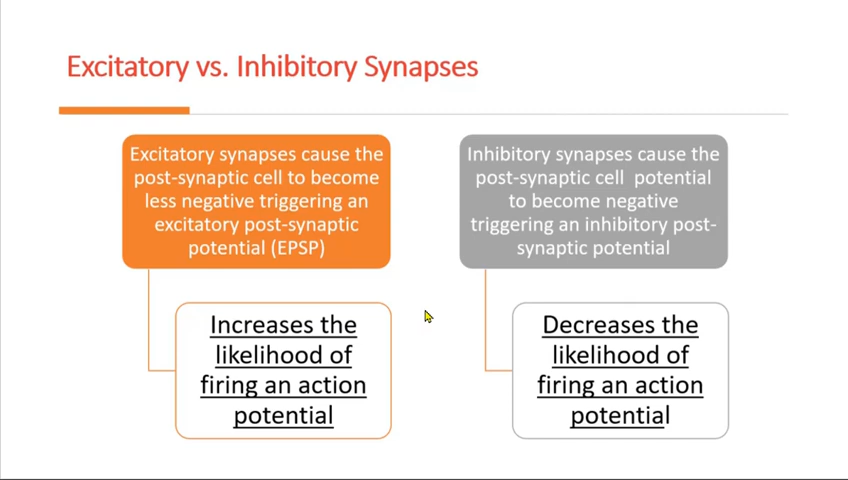 Excitatory vs. Inhibitory Synapses
Excitatory synapses cause the
post-synaptic cell to become
less negative triggering an
excitatory post-synaptic
potential (EPSP)
Increases the
likelihood of
firing an action
potential
Inhibitory synapses cause the
post-synaptic cell potential
to become negative
triggering an inhibitory post-
synaptic potential
Decreases the
likelihood of
firing an action
potential